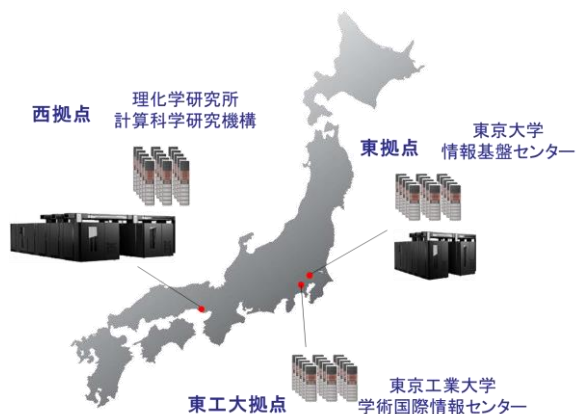 西拠点
理化学研究所
計算科学研究機構
東拠点
東京大学
情報基盤センター
東工大拠点
東京工業大学
学術国際情報センター